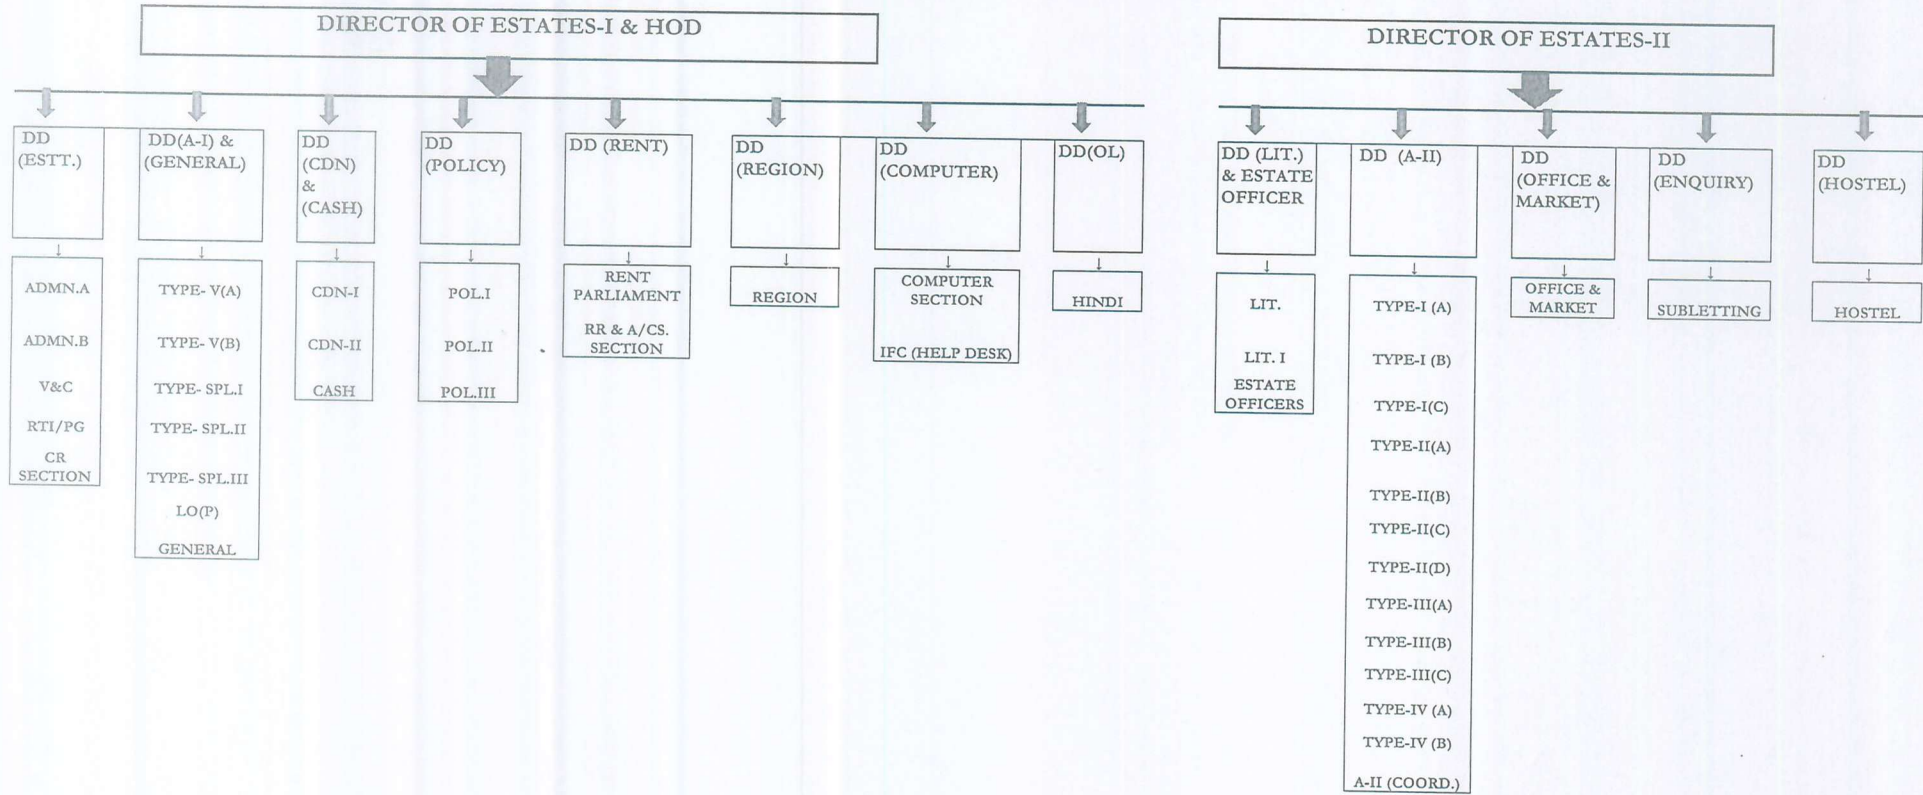 DIRECTOR OF ESTATES-I & HOD
DD
(ESTT.)
DD(A-I) &
(GENERAL)
DD
(CDN)
&
(CASH)
DD
(POLICY)
DD (RENT)
DD
(REGION)
DD
(COMPUTER)
DD(OL)
ADMN.A
ADMN.B
V&C
RTI/PG
CR
SECTION
TYPE- V(A)
TYPE- V(B)
TYPE- SPL.I
TYPE- SPL.II
TYPE- SPL.III
LO(P)
GENERAL
CDN-I
CDN-II
CASH
POL.I
POL.II
POL.III
RENT
PARLIAMENT
RR & A/CS.
SECTION
REGION
COMPUTER
SECTION
IFC (HELP DESK)
HINDI
DIRECTOR OF ESTATES-II
DD (LIT.)
& ESTATE
OFFICER
DD (A-II)
DD
(OFFICE &
MARKET)
DD
(ENQUIRY)
DD
(HOSTEL)
LIT.
LIT. I
ESTATE
OFFICERS
TYPE-I (A)
TYPE-I (B)
TYPE-I(C)
TYPE-II(A)
TYPE-II(B)
TYPE-II(C)
TYPE-II(D)
TYPE-III(A)
TYPE-III(B)
TYPE-III(C)
TYPE-IV (A)
TYPE-IV (B)
A-II (COORD.)
OFFICE &
MARKET
SUBLETTING
HOSTEL